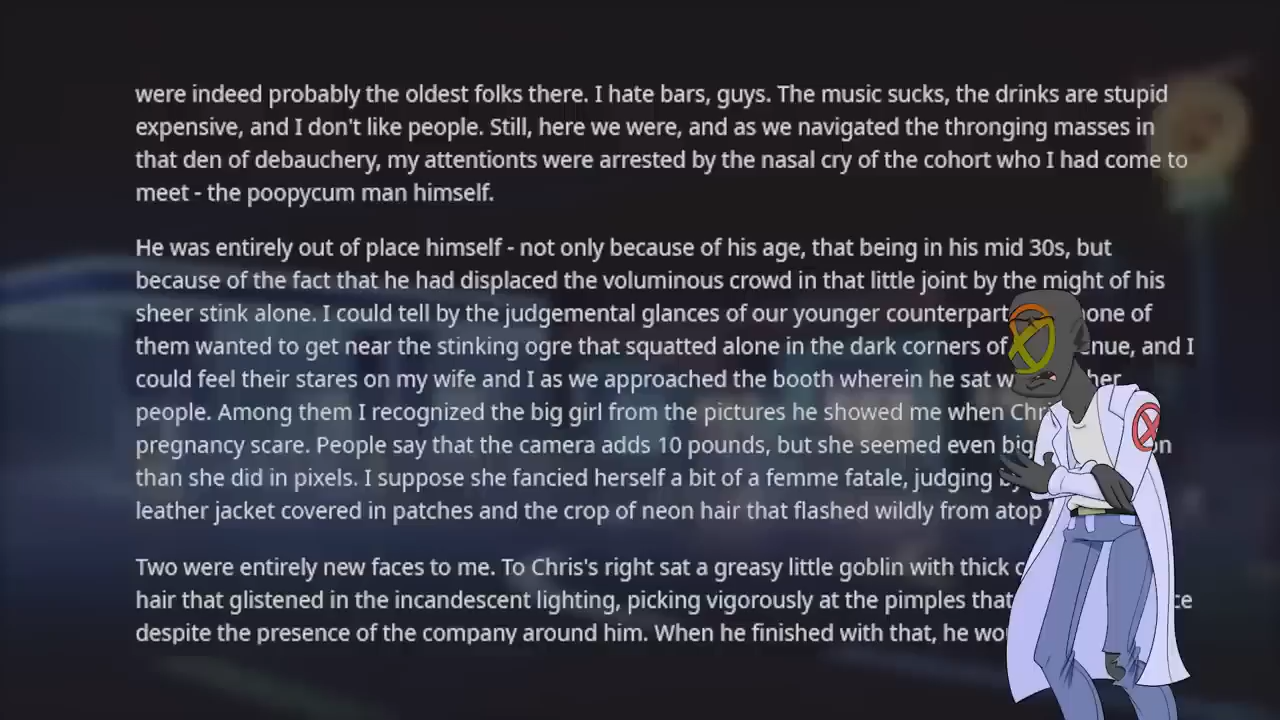 were indeed probably the oldest folks there. I hate bars, guys. The music sucks, the drinks are stupid
expensive, and I don't like people. Still, here we were, and as we navigated the thronging masses in
that den of debauchery, my attentionts were arrested by the nasal cry of the cohort who I had come to
meet - the poopycum man himself.
He was entirely out of place himself - not only because of his age, that being in his mid 30s, but
because of the fact that he had displaced the voluminous crowd in that little joint by the might of his
sheer stink alone. I could tell by the judgemental glances of our younger of
them wanted to get near the stinking ogre that squatted alone in the dark corners of and I
could feel their stares on my wife and I as we approached the booth wherein he sat
people. Among them I recognized the big girl from the pictures he showed me when
pregnancy scare. People say that the camera adds 10 pounds, but she seemed even
than she did in pixels. I suppose she fancied herself a bit of a femme fatale, judging
leather jacket covered in patches and the crop of neon hair that flashed wildly from atop
Two were entirely new faces to me. To Chris's right sat a greasy little goblin with thick
hair that glistened in the incandescent lighting, picking vigorously at the pimples that
despite the presence of the company around him. When he finished with that, he